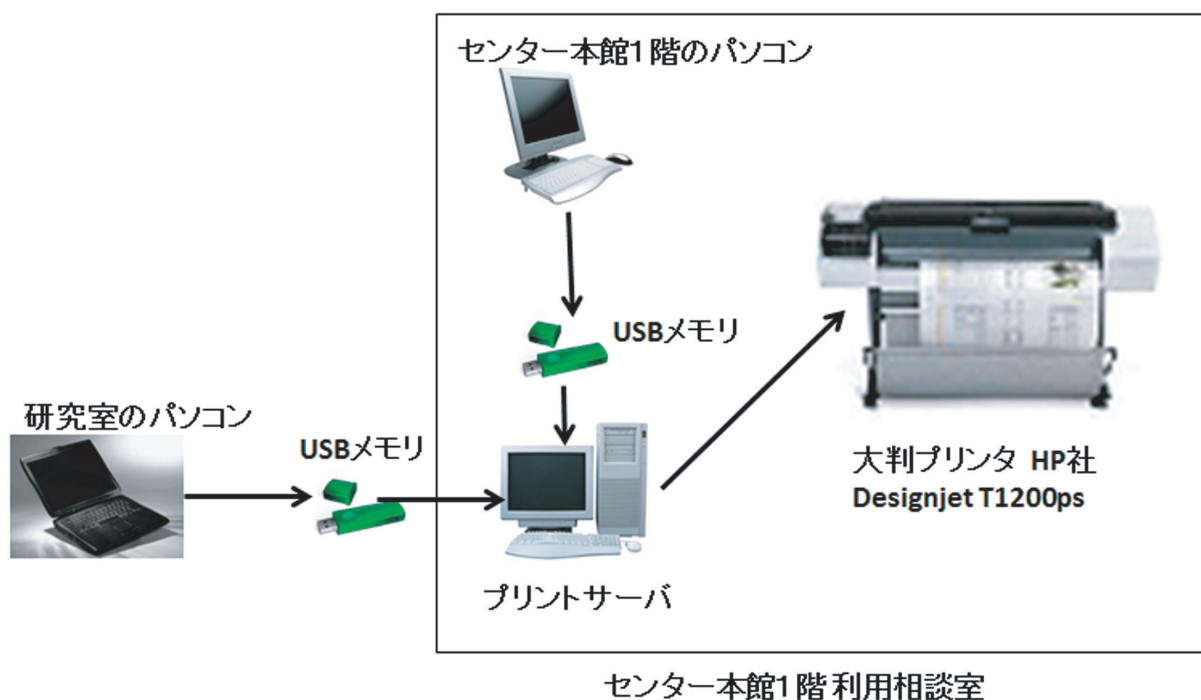 センター本館1階のパソコン
USBメモリ
研究室のパソコン
USBメモリ
大判プリンタ HP社
Designjet T1200ps
プリントサーバ
センター本館1階利用相談室